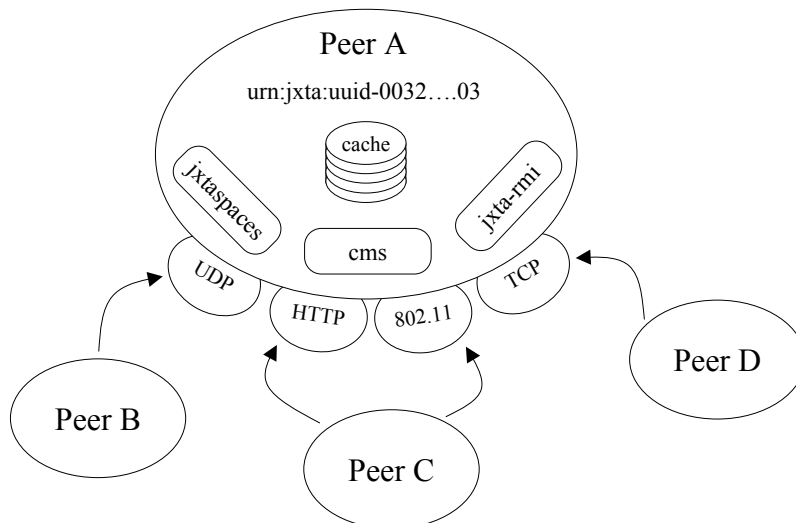 Peer A
urn:jxta:uuid-0032….03
cache
jxtaspaces
jxta-rmi
cms
UDP
HTTP
802.11
TCP
Peer B
Peer C
Peer D